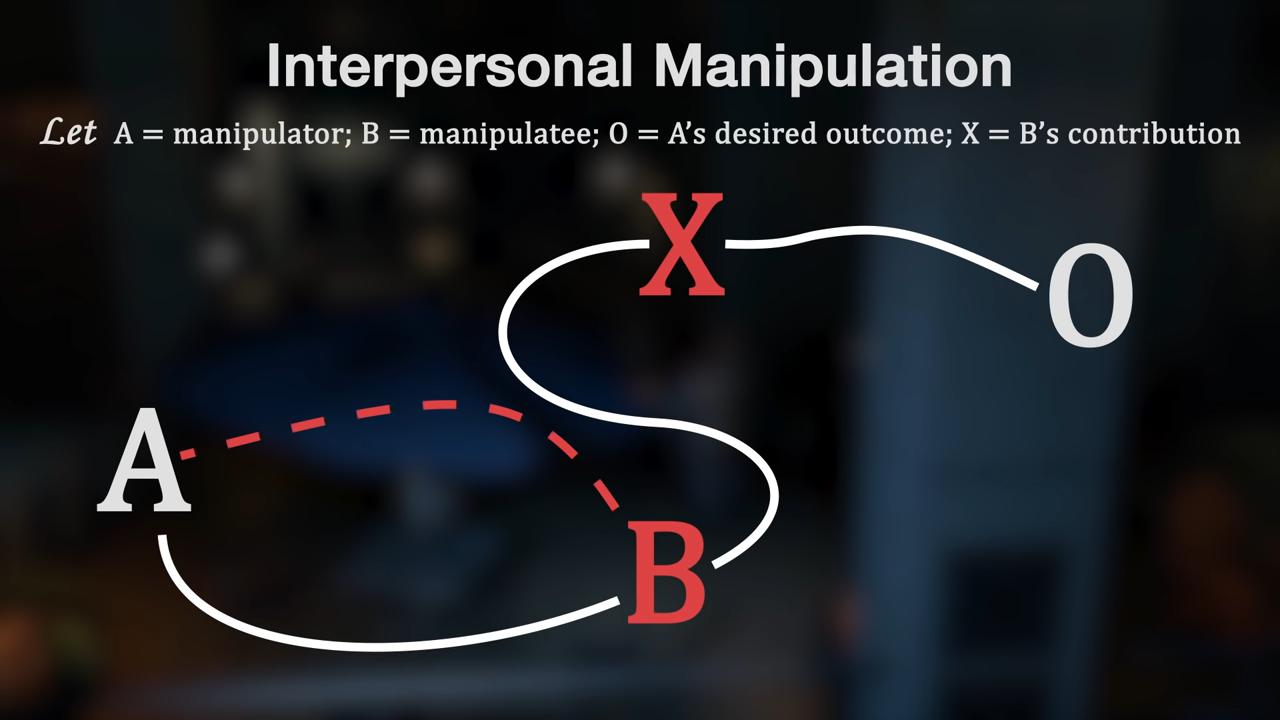 Interpersonal Manipulation
Let A = manipulator; B = manipulatee; O = A’s desired outcome; X = B’s contribution
X
O
A
B